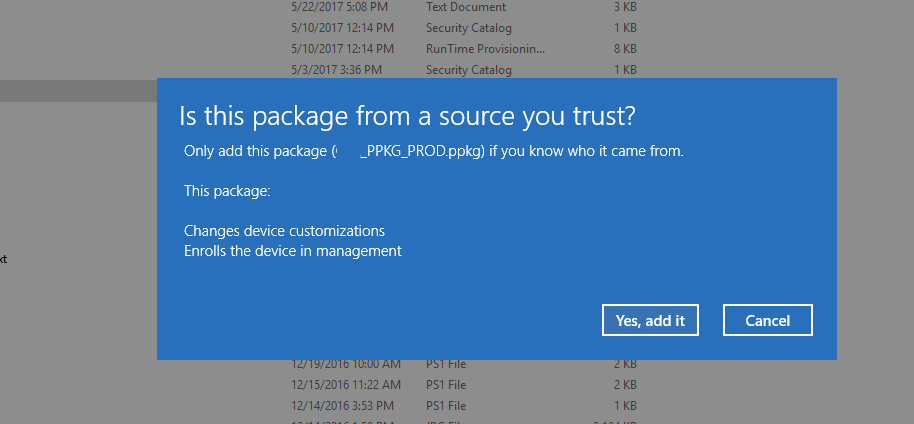 5/22/2017 5:08 PM Text Document 3 KB
5/10/2017 12:14 PM Security Catalog 1 KB
5/10/2017 12:14 PM RunTime Provisionin... 8 KB
5/3/2017 3:36 PM Security Catalog 1 KB
Is this package from a source you trust?
Only add this package ( _PPKG_PROD.ppkg) if you know who it came from.
This package:
Changes device customizations
Enrolls the device in management
xt
Yes, add it Cancel
12/19/2016 10:00 AM PS1 File 2 KB
12/15/2016 11:22 AM PS1 File 2 KB
12/14/2016 3:53 PM PS1 File 1 KB